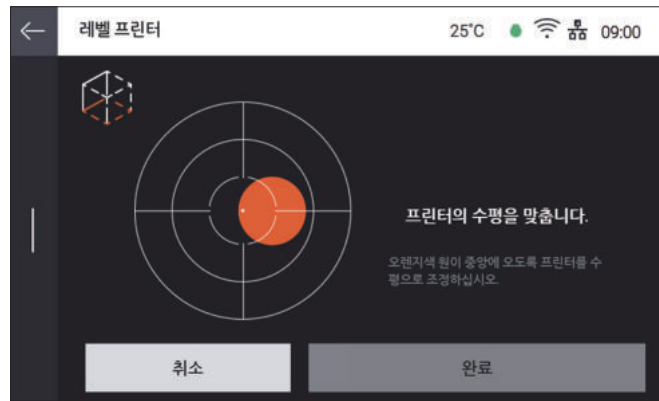 레벨 프린터
25°C
09:00
프린터의 수평을 맞춥니다.
오렌지색 원이 중앙에 오도록 프린터를 수
평으로 조정하십시오.
취소
완료